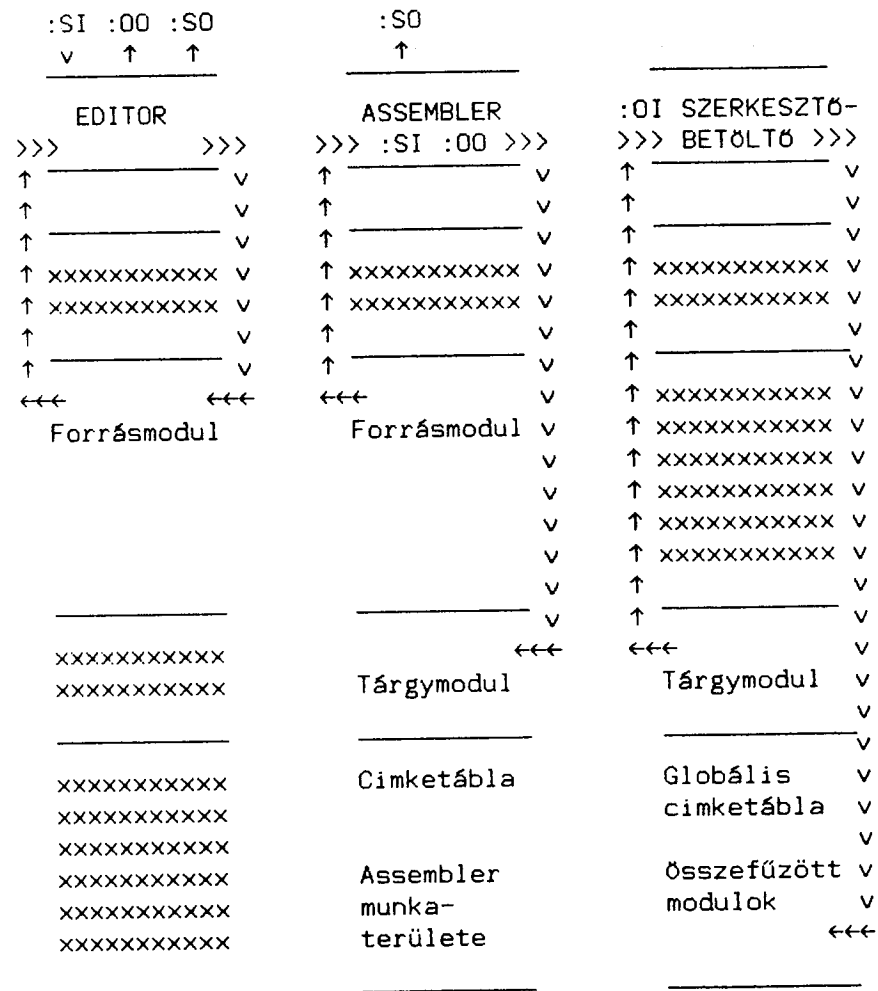 :SI :OO :SO                :SO
 v   ↑   ↑                  ↑
  EDITOR               ASSEMBLER          :OI SZERKESZTŐ-
>>>         >>>     >>> :SI :OO >>>     >>> BETÖLTŐ >>>
↑             v     ↑             v     ↑             v
↑             v     ↑             v     ↑             v
↑             v     ↑             v     ↑             v
↑ xxxxxxxxxxx v     ↑ xxxxxxxxxxx v     ↑ xxxxxxxxxxx v
↑ xxxxxxxxxxx v     ↑ xxxxxxxxxxx v     ↑ xxxxxxxxxxx v
↑             v     ↑             v     ↑             v
↑             v     ↑             v     ↑             v
←←←         ←←←     ←←←           v     ↑ xxxxxxxxxxx v
  Forrásmodul         Forrásmodul v     ↑ xxxxxxxxxxx v
                                  v     ↑ xxxxxxxxxxx v
                                  v     ↑ xxxxxxxxxxx v
                                  v     ↑ xxxxxxxxxxx v
                                  v     ↑ xxxxxxxxxxx v
                                  v     ↑             v
                                  v     ↑             v
  xxxxxxxxxxx                   ←←←     ←←←           v
  xxxxxxxxxxx         Tárgymodul          Tárgymodul  v
                                                      v
                                                      v
  xxxxxxxxxxx         Cimketábla          Globális    v
  xxxxxxxxxxx                             cimketábla  v
  xxxxxxxxxxx                                         v
  xxxxxxxxxxx         Assembler           Összefűzött v
  xxxxxxxxxxx         munka-              modulok     v
  xxxxxxxxxxx         területe                      ←←←